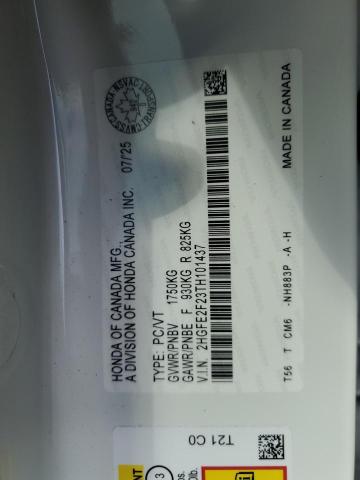 HONDA OF CANADA MFG.,
A DIVISION OF HONDA CANADA INC. 07/'25
TYPE: PC/VT
GVWR/PNBV 1750KG
GAWR/PNBE F 930KG R 825KG
V.I.N. 2HGFE2F23TH101437
T56 T CM6 -NH883P -A -H MADE IN CANADA
T21 C0